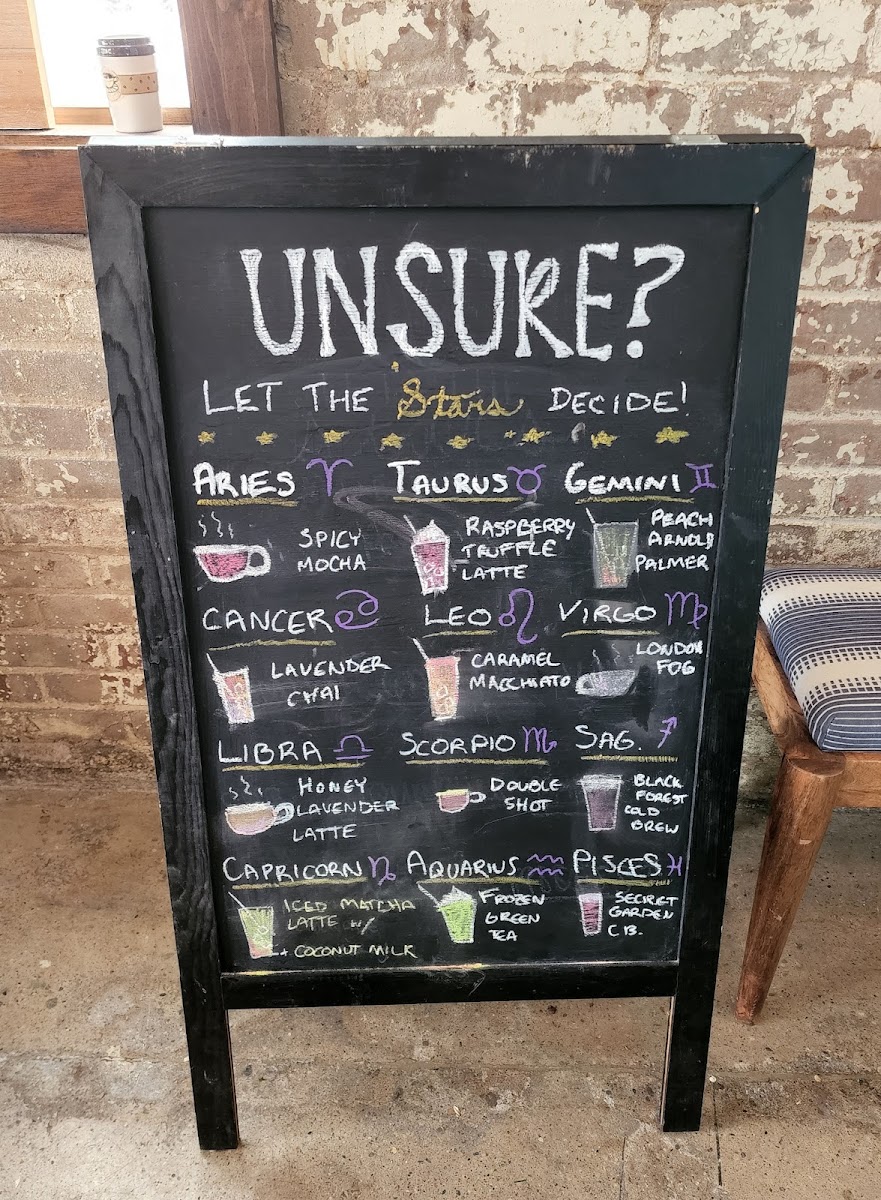 UNSURE?
LET THE Stars DECIDE!
ARIES ♈
SPICY
MOCHA
TAURUS ♉
RASPBERRY
TRUFFLE
LATTE
GEMINI ♊
PEACH
ARNOLD
PALMER
CANCER ♋
LAVENDER
CHAI
LEO ♌
CARAMEL
MACCHIATO
VIRGO ♍
LONDON
FOG
LIBRA ♎
HONEY
LAVENDER
LATTE
SCORPIO ♏
DOUBLE
SHOT
SAG. ♐
BLACK
FOREST
COLD
BREW
CAPRICORN ♑
ICED MATCHA
LATTE w/
+ COCONUT MILK
AQUARIUS ♒
FROZEN
GREEN
TEA
PISCES ♓
SECRET
GARDEN
C.B.